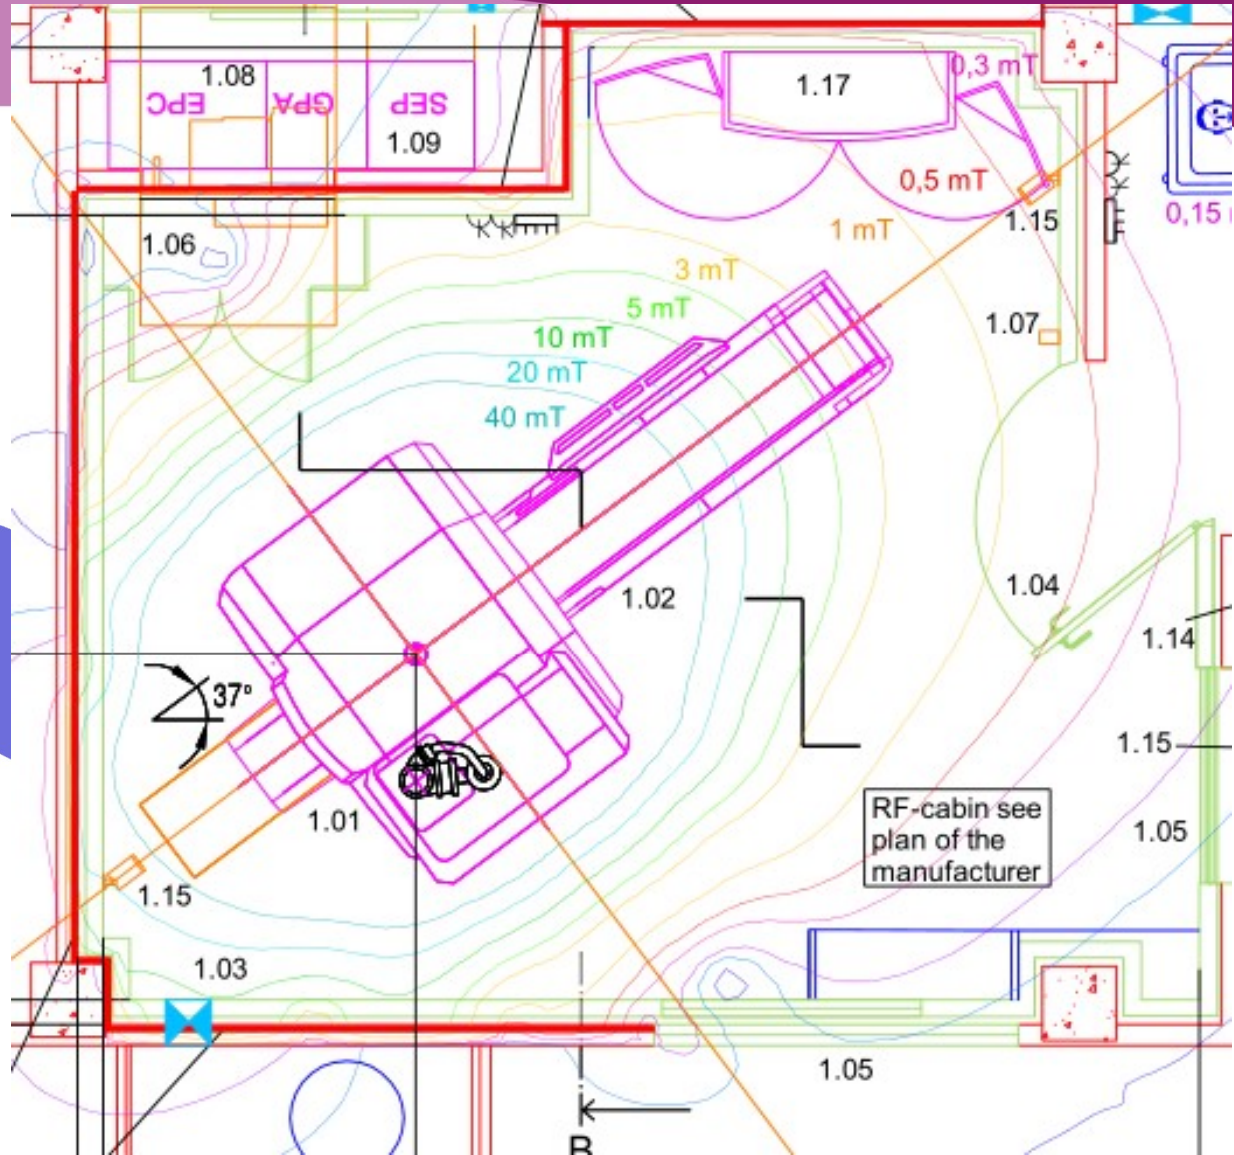 1.08
EPC
GPA
SEP
1.09
1.17
0,3 mT
0,5 mT
0,15
1.15
1.06
1 mT
3 mT
5 mT
10 mT
20 mT
40 mT
1.07
1.02
1.04
1.14
37°
1.01
1.15
1.15
1.05
RF-cabin see
plan of the
manufacturer
1.03
1.05
B